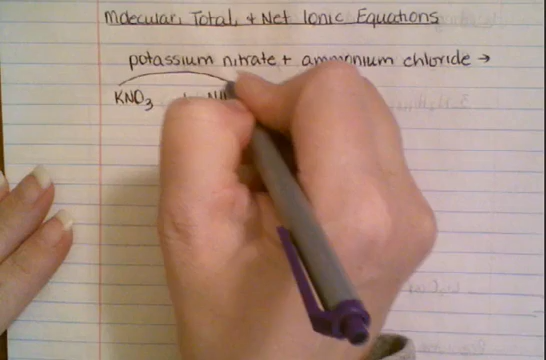 Molecular, Total, + Net Ionic Equations
potassium nitrate + ammonium chloride →
KNO3 +